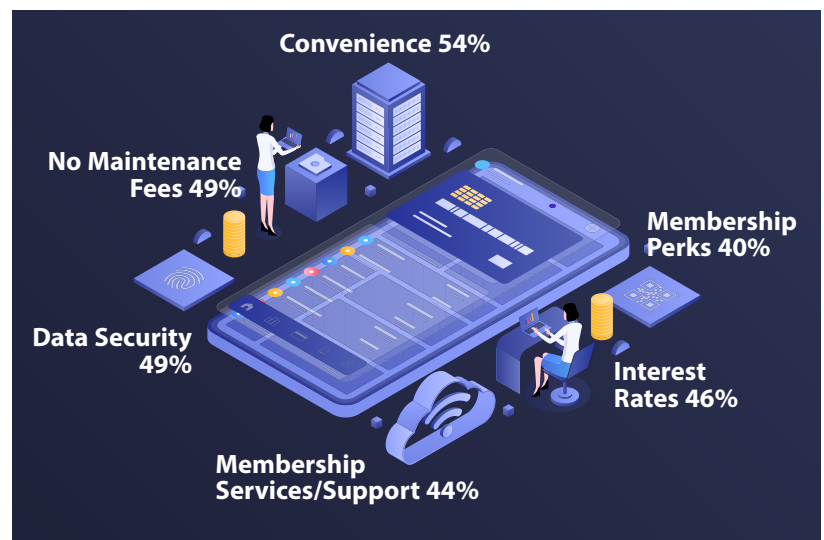 Convenience 54%
No Maintenance
Fees 49%
Membership
Perks 40%
Data Security
49%
Interest
Rates 46%
Membership
Services/Support 44%